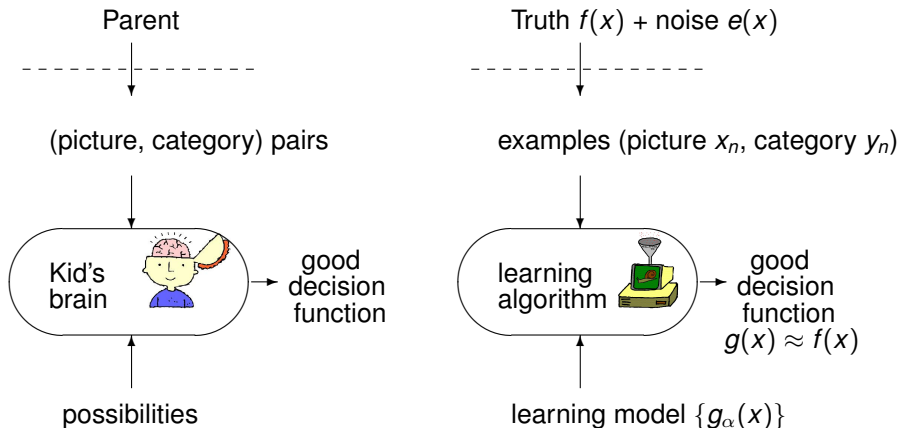 Parent
(picture, category) pairs
Kid's
brain
good
decision
function
possibilities
Truth f(x) + noise e(x)
examples (picture xₙ, category yₙ)
learning
algorithm
good
decision
function
g(x) ≈ f(x)
learning model {g_α(x)}